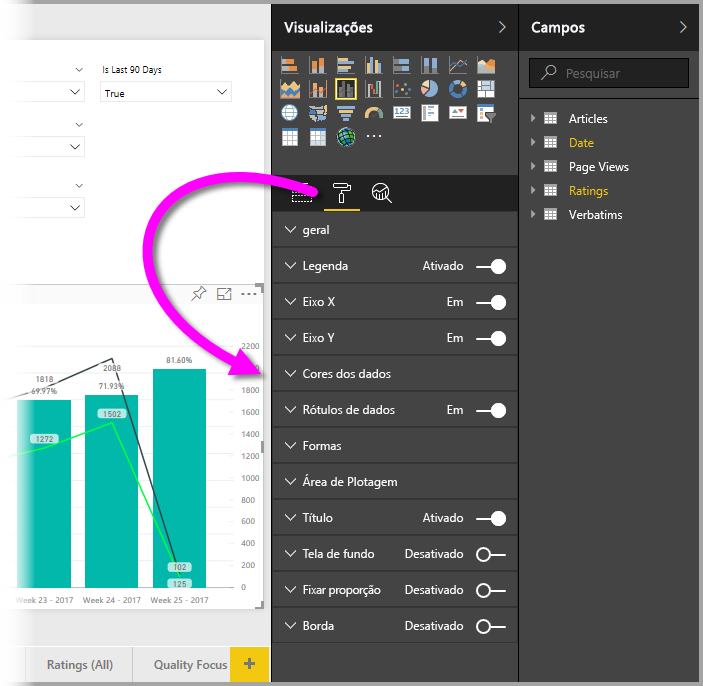 Is Last 90 Days
True
2200
1800
1600
1400
1200
1000
800
600
400
200
0
1818
69.97%
1272
2088
71.93%
1502
81.60%
102
125
Week 23 - 2017
Week 24 - 2017
Week 25 - 2017
Ratings (All)
Quality Focus
+
Visualizações
123
geral
Legenda Ativado
Eixo X Em
Eixo Y Em
Cores dos dados
Rótulos de dados Em
Formas
Área de Plotagem
Título Ativado
Tela de fundo Desativado
Fixar proporção Desativado
Borda Desativado
Campos
Pesquisar
Articles
Date
Page Views
Ratings
Verbatims